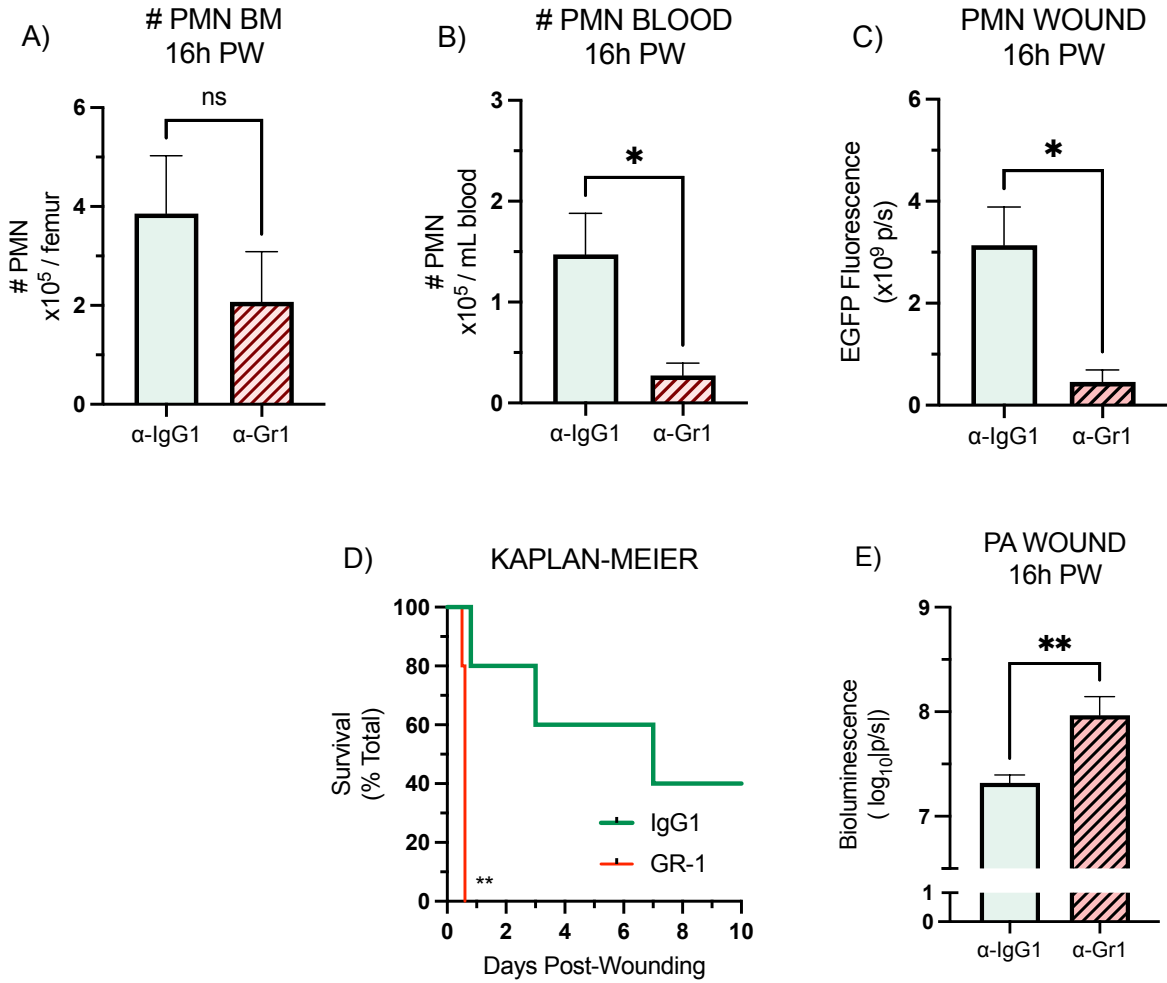 A)
# PMN BM
16h PW
ns
6
4
2
0
# PMN
x10⁵ / femur
α-IgG1
α-Gr1
B)
# PMN BLOOD
16h PW
*
3
2
1
0
# PMN
x10⁵ / mL blood
α-IgG1
α-Gr1
C)
PMN WOUND
16h PW
*
6
4
2
0
EGFP Fluorescence
(x10⁹ p/s)
α-IgG1
α-Gr1
D)
KAPLAN-MEIER
100
80
60
40
20
0
Survival
(% Total)
IgG1
GR-1
**
0 2 4 6 8 10
Days Post-Wounding
E)
PA WOUND
16h PW
**
9
8
7
1
0
Bioluminescence
( log₁₀|p/s|
α-IgG1
α-Gr1